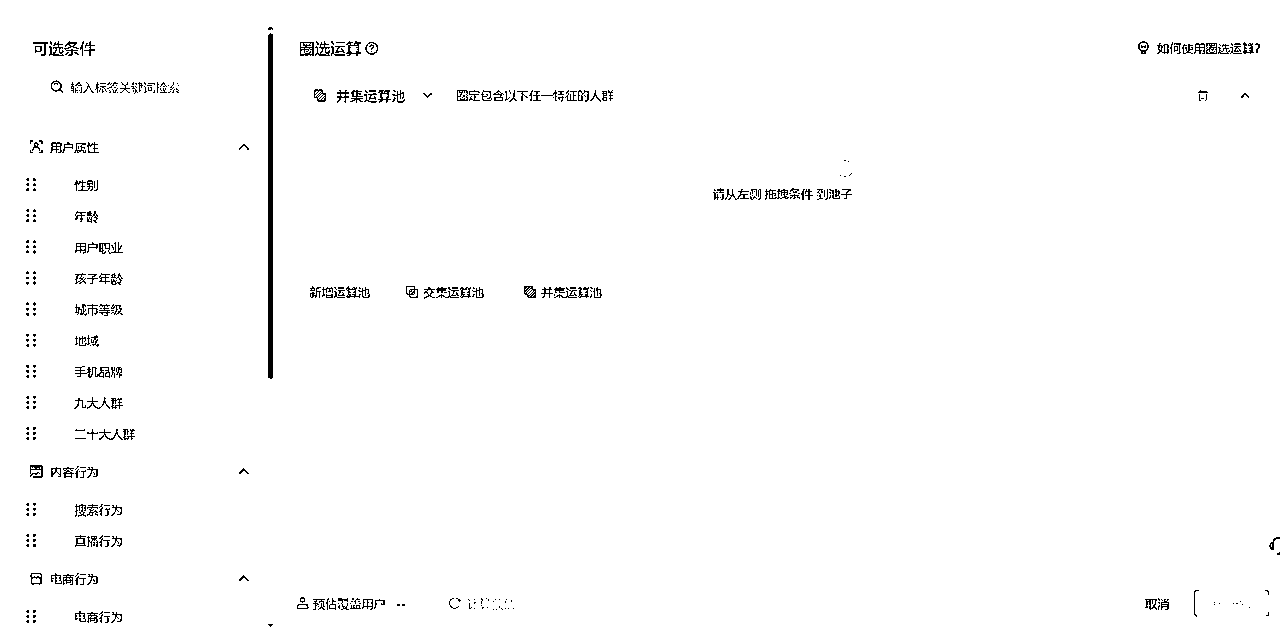 可选条件
输入标签关键词检索
用户属性
性别
年龄
用户职业
孩子年龄
城市等级
地域
手机品牌
九大人群
二十大人群
内容行为
搜索行为
直播行为
电商行为
电商行为
圈选运算
如何使用圈选运算?
并集运算池 圈定包含以下任一特征的人群
请从左侧 拖拽条件 到池子
新增运算池 交集运算池 并集运算池
预估覆盖用户 --
取消